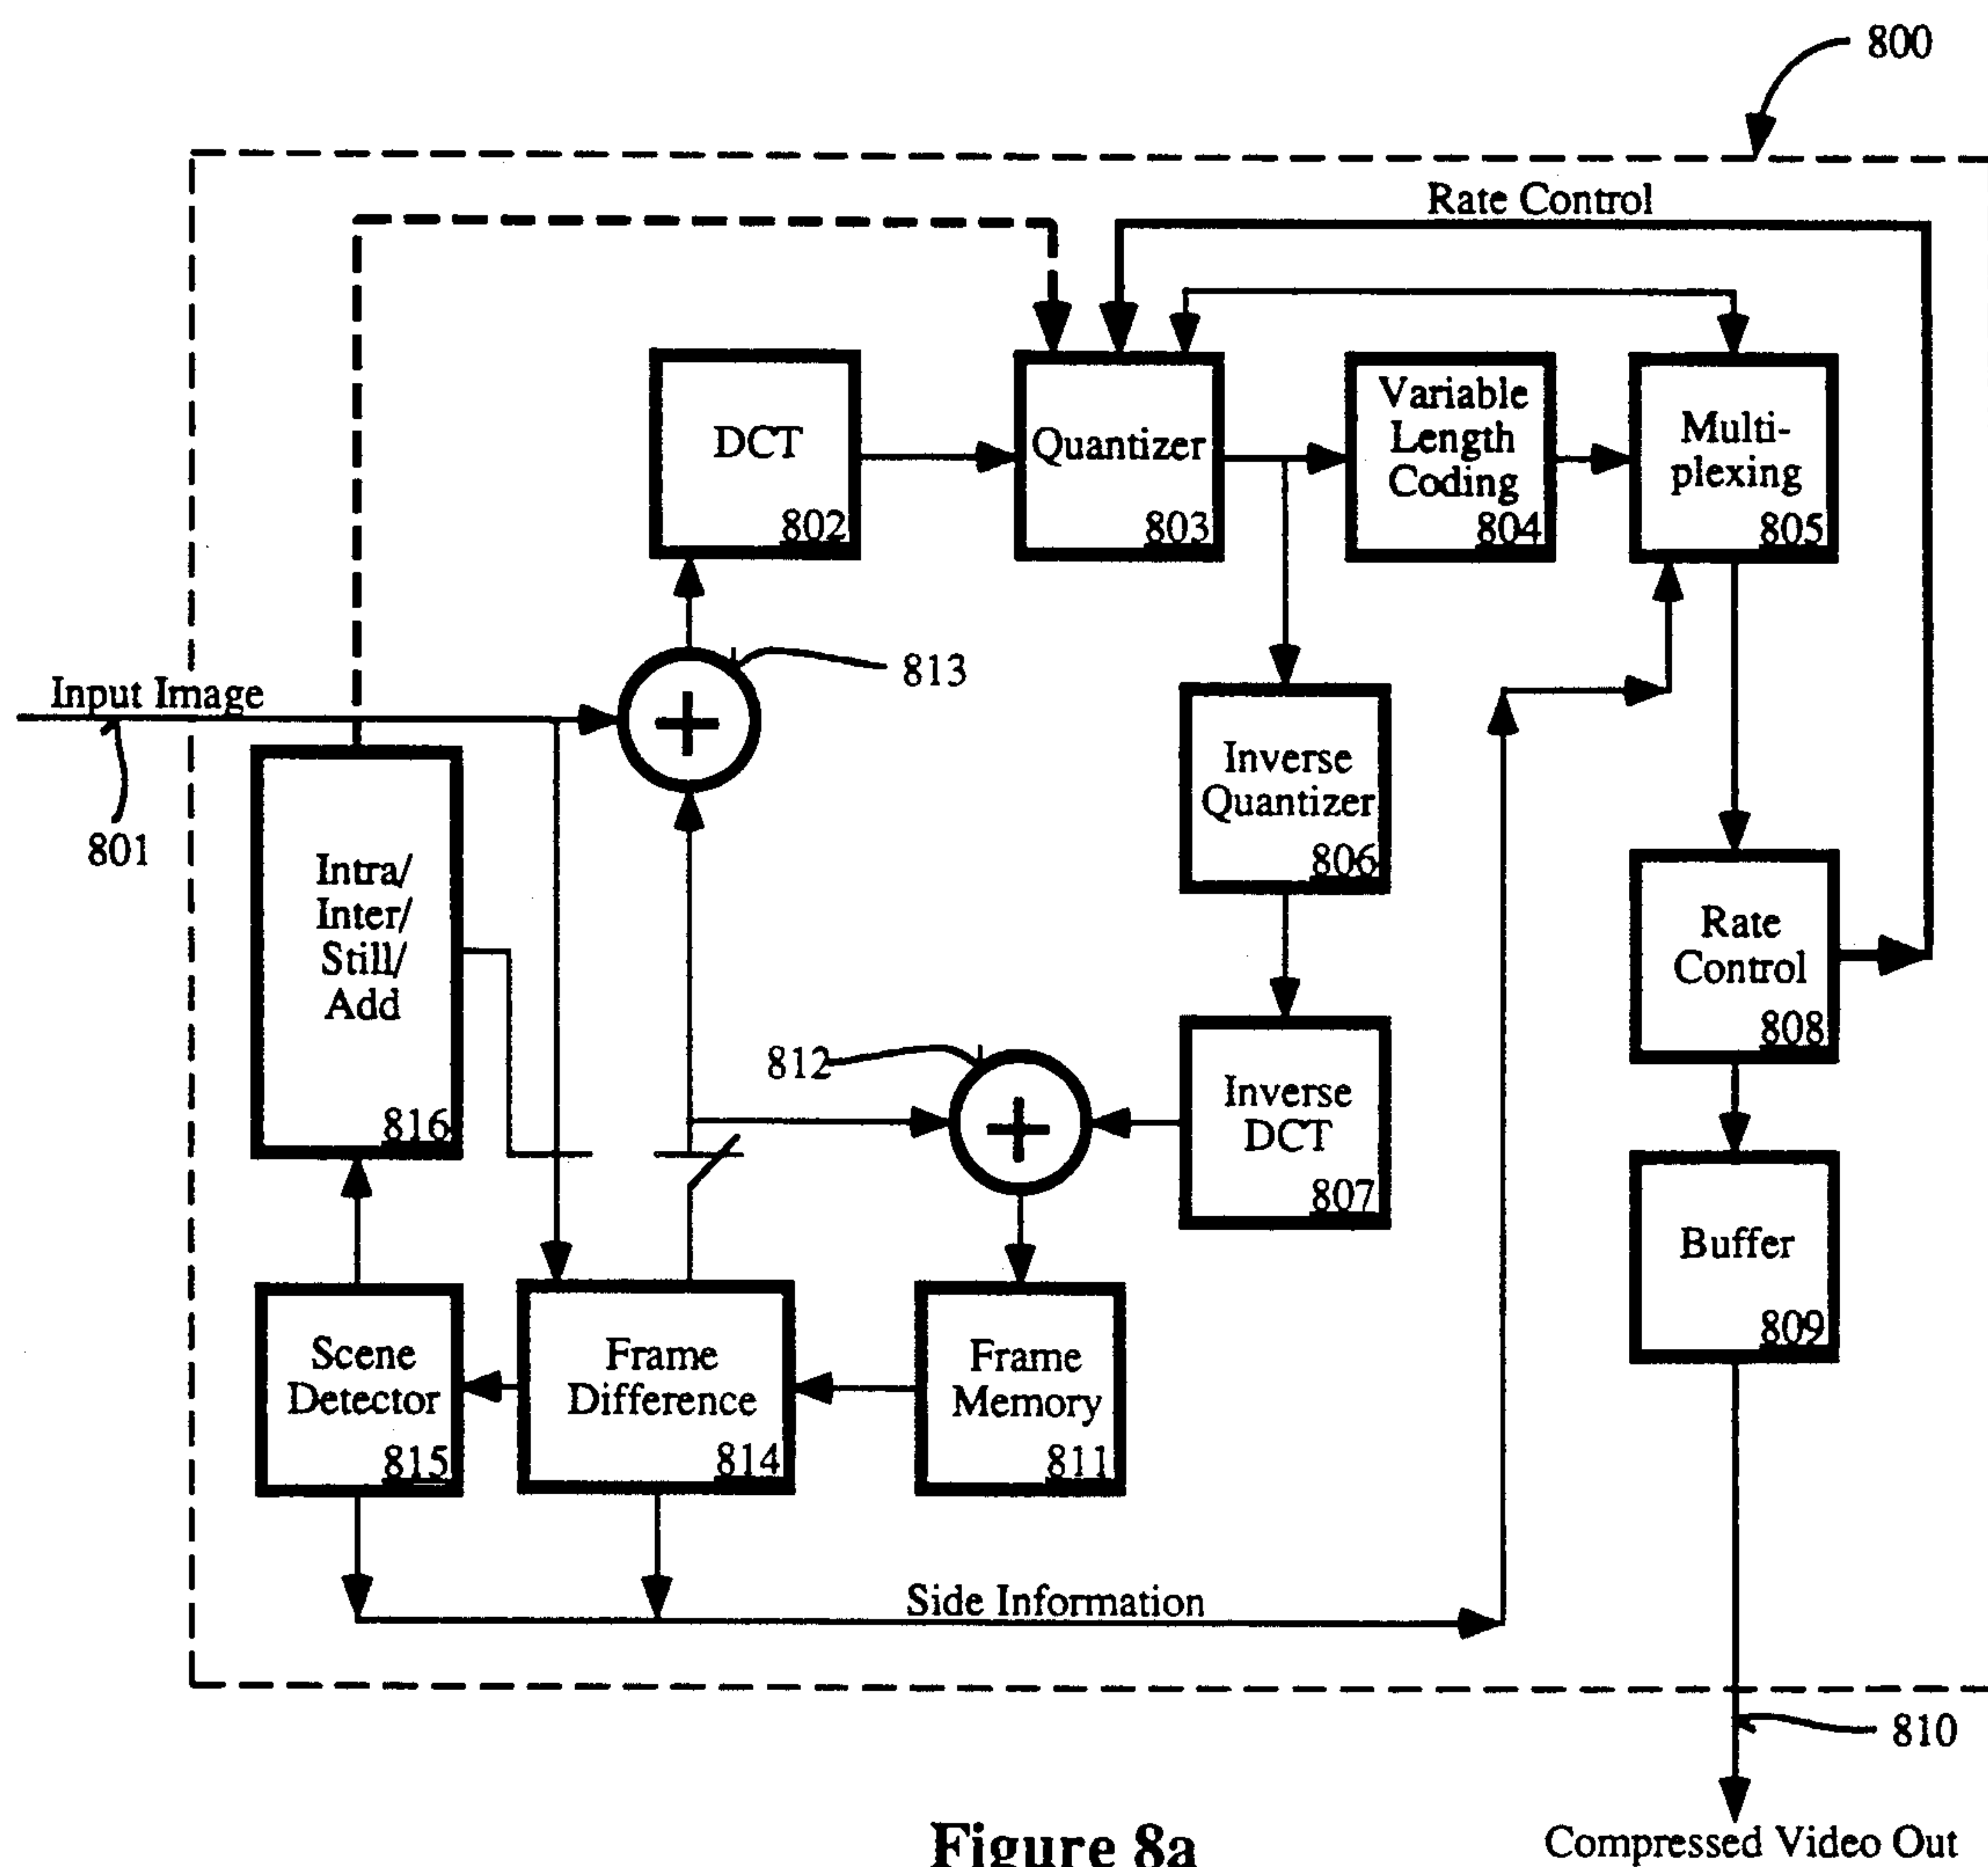 800
Rate Control
DCT
802
Quantizer
803
Variable
Length
Coding
804
Multi-
plexing
805
813
Input Image
801
Intra/
Inter/
Still/
Add
816
Inverse
Quantizer
806
Rate
Control
808
812
Inverse
DCT
807
Buffer
809
Scene
Detector
815
Frame
Difference
814
Frame
Memory
811
Side Information
810
Figure 8a
Compressed Video Out